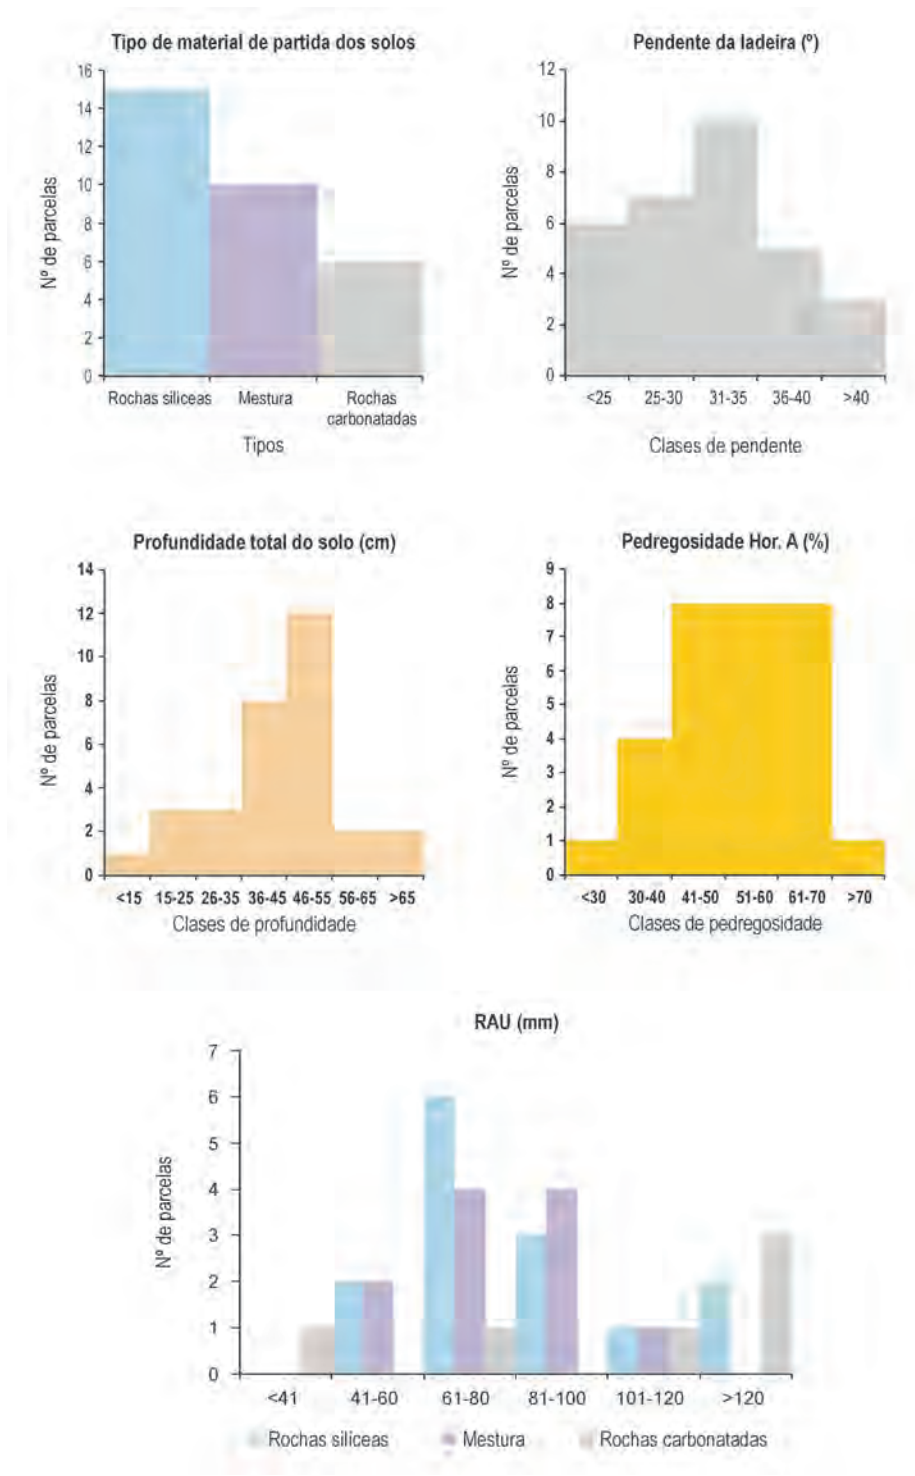 Tipo de material de partida dos solos
Nº de parcelas
16
14
12
10
8
6
4
2
0
Rochas siliceas Mestura Rochas carbonatadas
Tipos
Pendente da ladeira (º)
Nº de parcelas
12
10
8
6
4
2
0
<25 25-30 31-35 36-40 >40
Clases de pendente
Profundidade total do solo (cm)
Nº de parcelas
14
12
10
8
6
4
2
0
<15 15-25 26-35 36-45 46-55 56-65 >65
Clases de profundidade
Pedregosidade Hor. A (%)
Nº de parcelas
9
8
7
6
5
4
3
2
1
0
<30 30-40 41-50 51-60 61-70 >70
Clases de pedregosidade
RAU (mm)
Nº de parcelas
7
6
5
4
3
2
1
0
<41 41-60 61-80 81-100 101-120 >120
Rochas siliceas Mestura Rochas carbonatadas